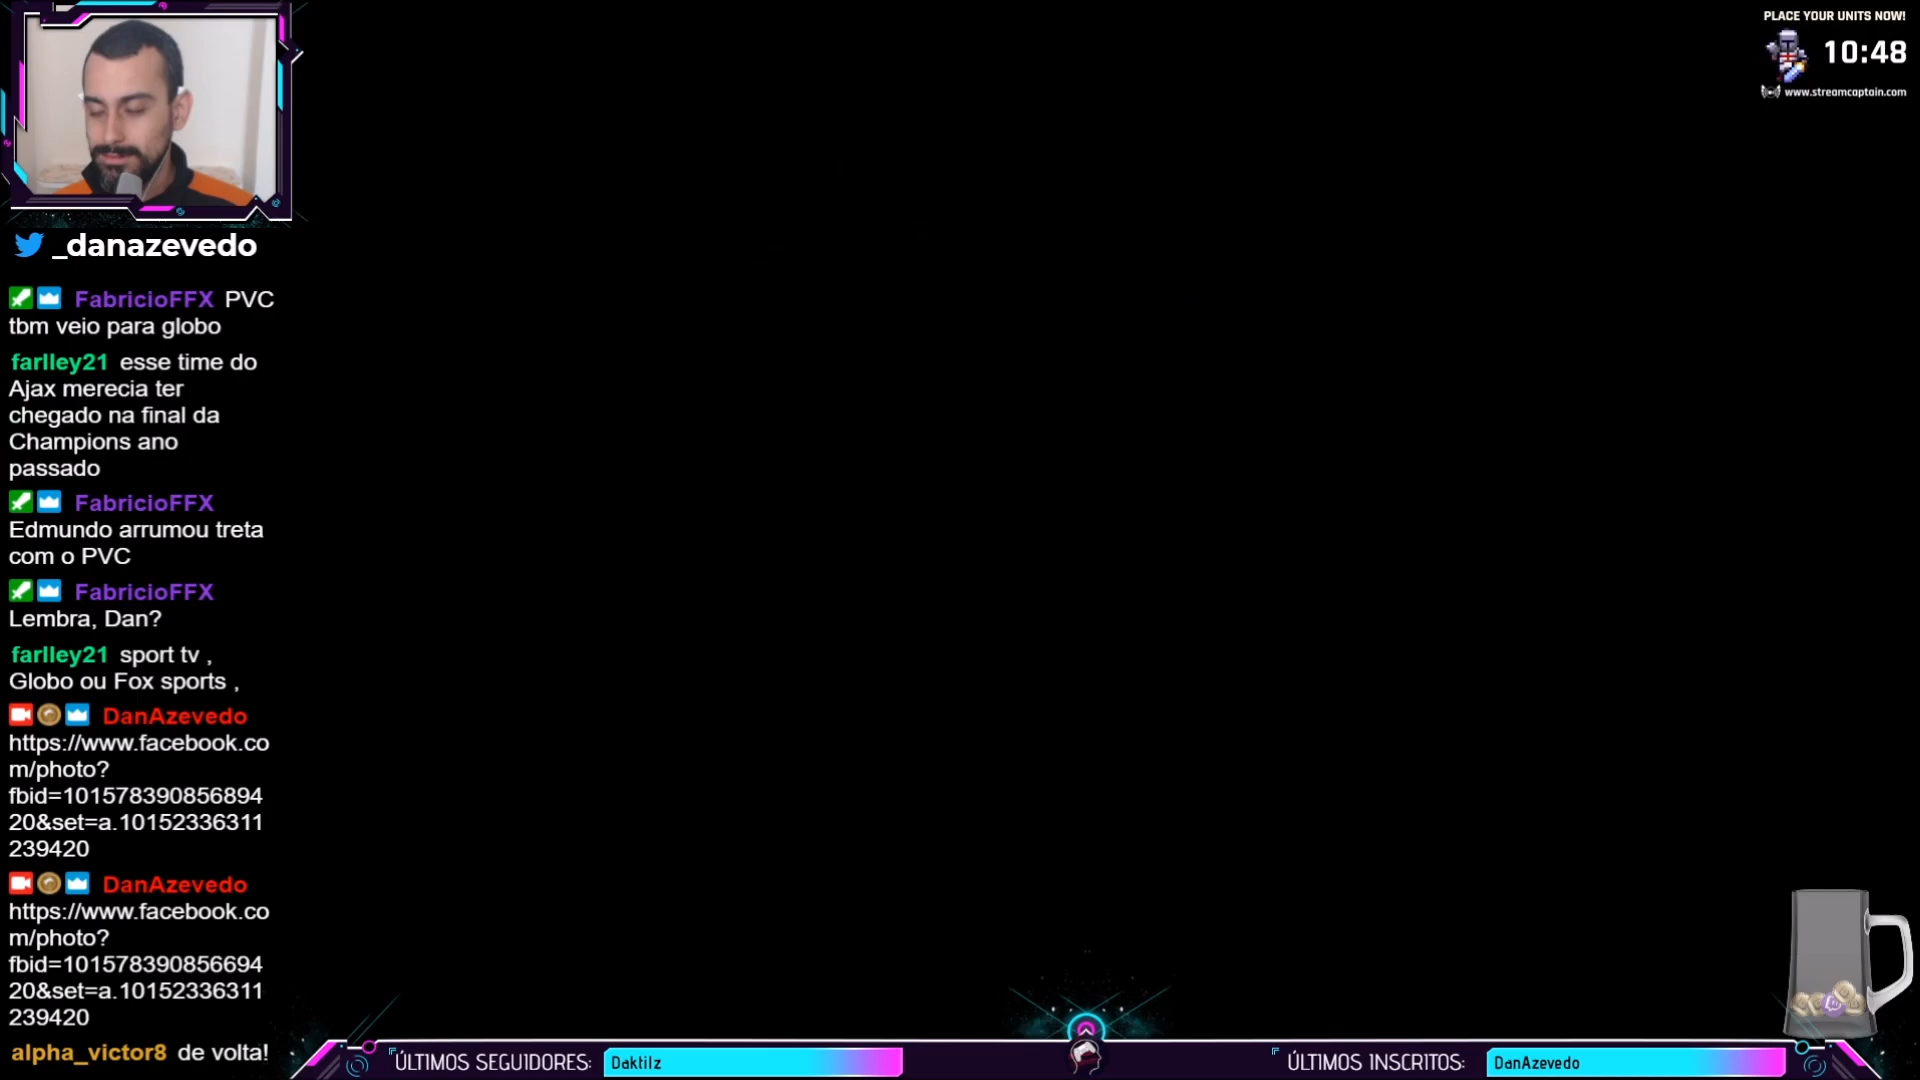 PLACE YOUR UNITS NOW!
10:48
www.streamcaptain.com
_danazevedo
FabricioFFX PVC
tbm veio para globo
farlley21 esse time do
Ajax merecia ter
chegado na final da
Champions ano
passado
FabricioFFX
Edmundo arrumou treta
com o PVC
FabricioFFX
Lembra, Dan?
farlley21 sport tv ,
Globo ou Fox sports ,
DanAzevedo
https://www.facebook.co
m/photo?
fbid=101578390856894
20&set=a.10152336311
239420
DanAzevedo
https://www.facebook.co
m/photo?
fbid=101578390856694
20&set=a.10152336311
239420
alpha_victor8 de volta!
ÚLTIMOS SEGUIDORES: Daktilz
ÚLTIMOS INSCRITOS: DanAzevedo